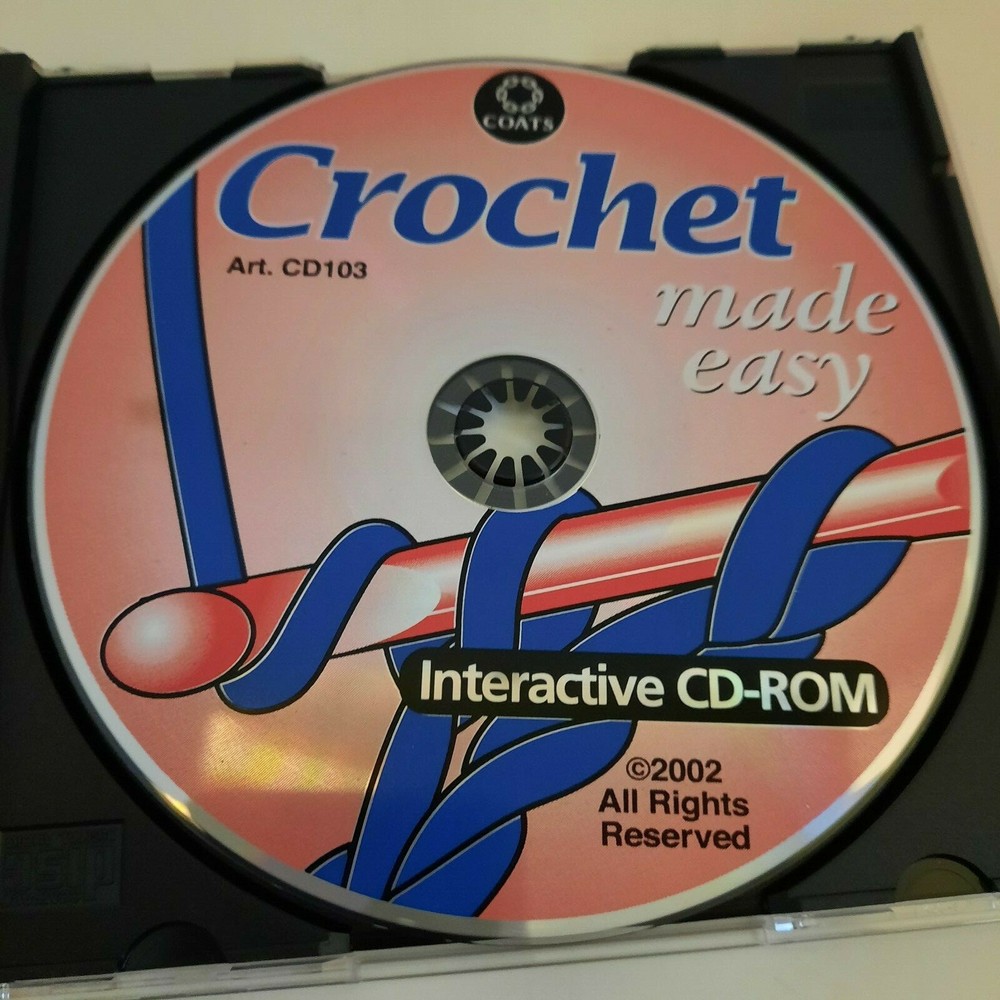 COATS
Crochet
Art. CD103
made
easy
Interactive CD-ROM
©2002
All Rights
Reserved